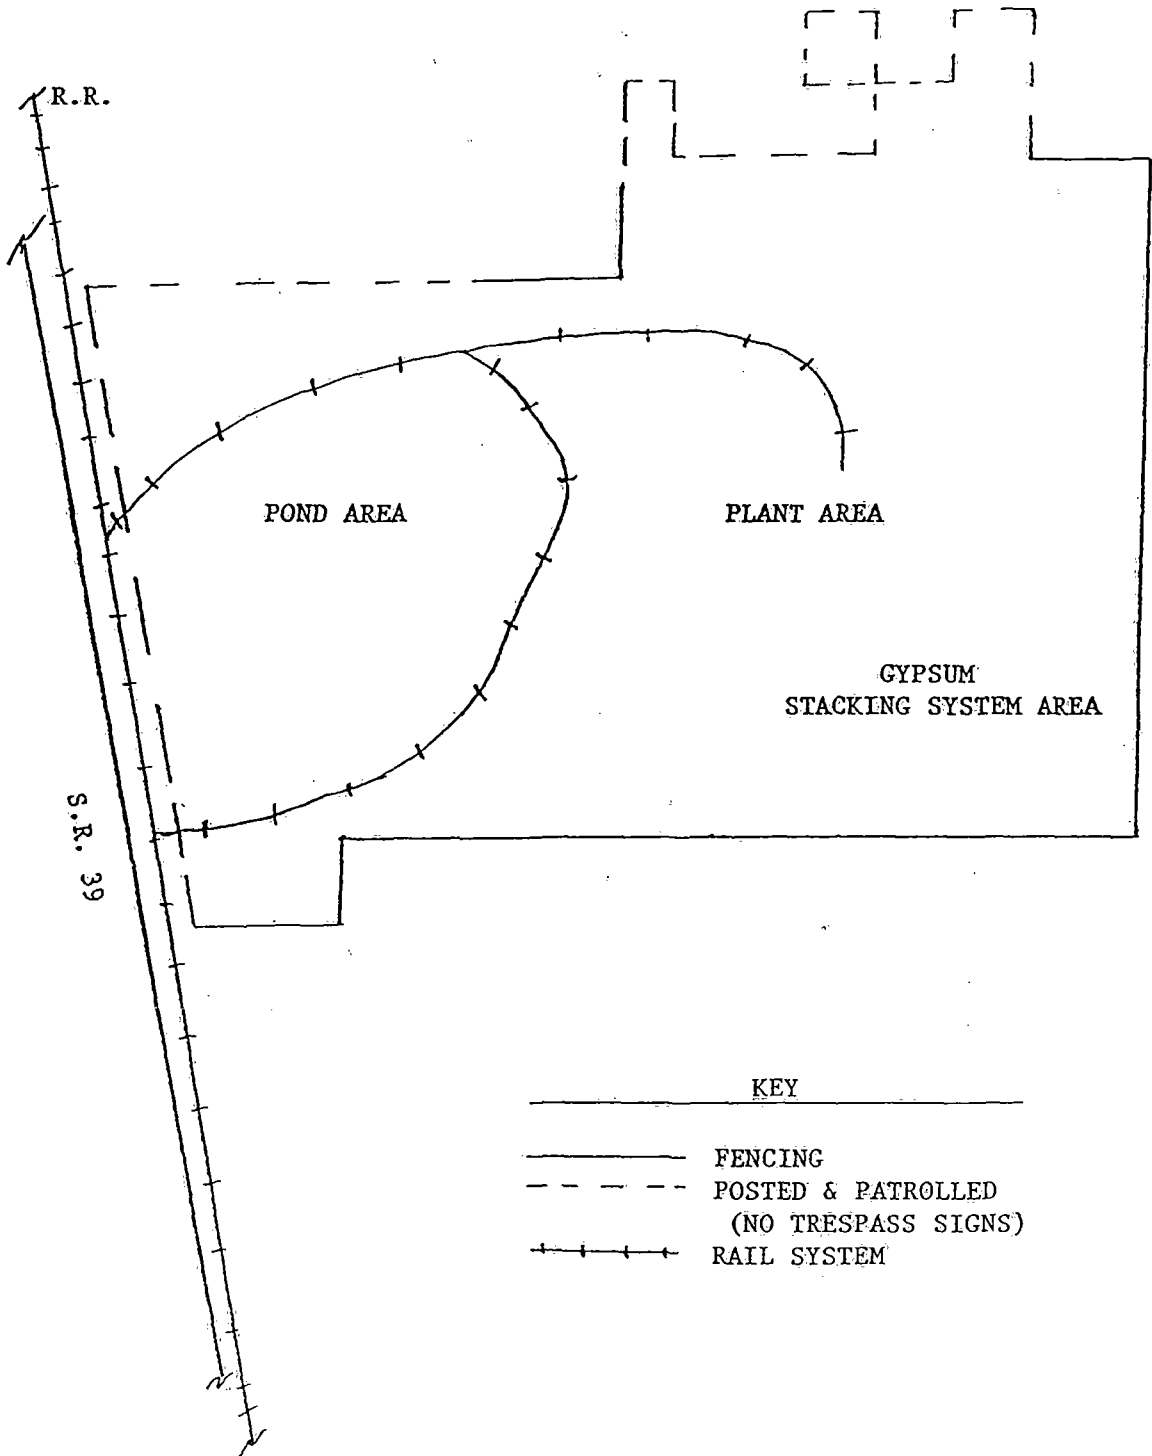 R.R.
POND AREA
PLANT AREA
GYPSUM
STACKING SYSTEM AREA
S.R. 39
KEY
FENCING
POSTED & PATROLLED
(NO TRESPASS SIGNS)
RAIL SYSTEM